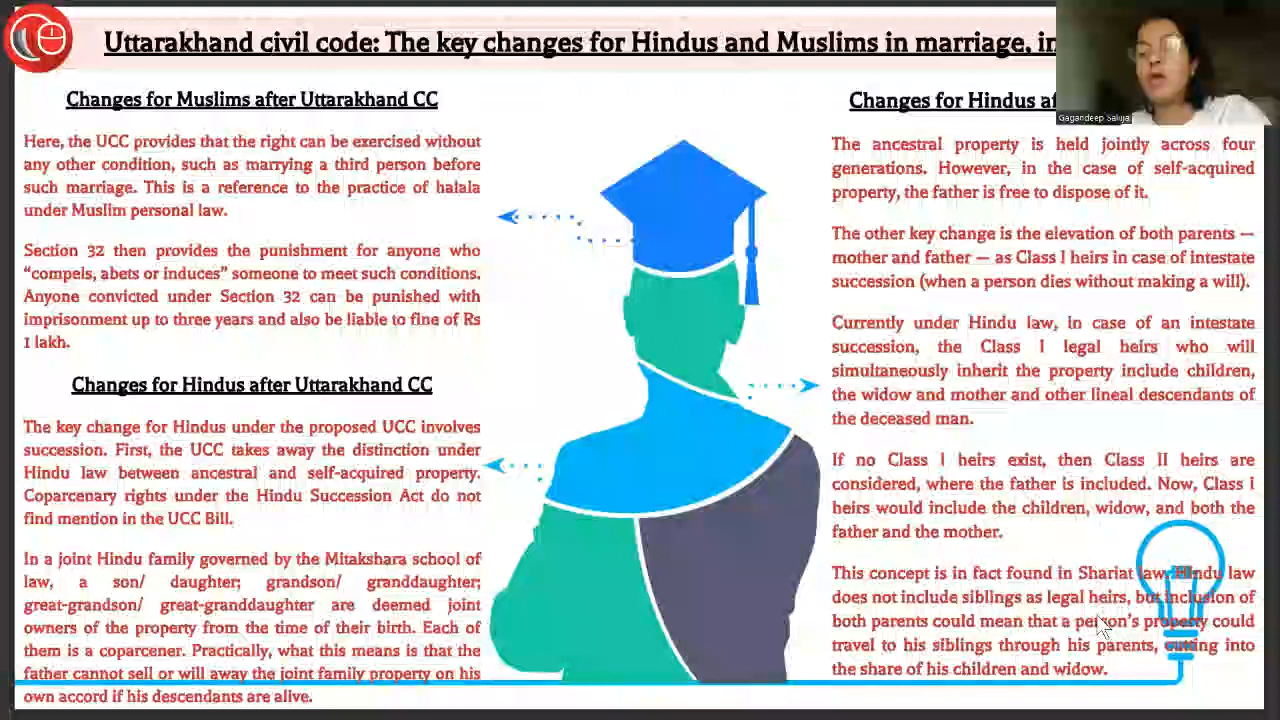 Uttarakhand civil code: The key changes for Hindus and Muslims in marriage,
Gagandeep Saluja
Changes for Muslims after Uttarakhand CC
Here, the UCC provides that the right can be exercised without
any other condition, such as marrying a third person before
such marriage. This is a reference to the practice of halala
under Muslim personal law.
Section 32 then provides the punishment for anyone who
“compels, abets or induces” someone to meet such conditions.
Anyone convicted under Section 32 can be punished with
imprisonment up to three years and also be liable to fine of Rs
1 lakh.
Changes for Hindus after Uttarakhand CC
The key change for Hindus under the proposed UCC involves
succession. First, the UCC takes away the distinction under
Hindu law between ancestral and self-acquired property.
Coparcenary rights under the Hindu Succession Act do not
find mention in the UCC Bill.
In a joint Hindu family governed by the Mitakshara school of
law, a son/ daughter; grandson/ granddaughter;
great-grandson/ great-granddaughter are deemed joint
owners of the property from the time of their birth. Each of
them is a coparcener. Practically, what this means is that the
father cannot sell or will away the joint family property on his
own accord if his descendants are alive.
Changes for Hindus
The ancestral property is held jointly across four
generations. However, in the case of self-acquired
property, the father is free to dispose of it.
The other key change is the elevation of both parents —
mother and father — as Class I heirs in case of intestate
succession (when a person dies without making a will).
Currently under Hindu law, in case of an intestate
succession, the Class I legal heirs who will
simultaneously inherit the property include children,
the widow and mother and other lineal descendants of
the deceased man.
If no Class I heirs exist, then Class II heirs are
considered, where the father is included. Now, Class I
heirs would include the children, widow, and both the
father and the mother.
This concept is in fact found in Shariat law. Hindu law
does not include siblings as legal heirs, but inclusion of
both parents could mean that a person’s property could
travel to his siblings through his parents, cutting into
the share of his children and widow.